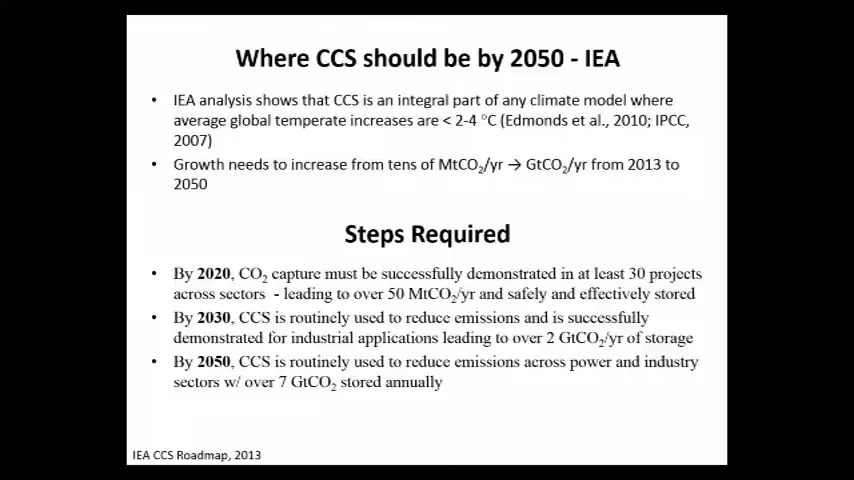 Where CCS should be by 2050 - IEA
• IEA analysis shows that CCS is an integral part of any climate model where
average global temperate increases are < 2-4 °C (Edmonds et al., 2010; IPCC,
2007)
• Growth needs to increase from tens of MtCO₂/yr → GtCO₂/yr from 2013 to
2050
Steps Required
• By 2020, CO₂ capture must be successfully demonstrated in at least 30 projects
across sectors - leading to over 50 MtCO₂/yr and safely and effectively stored
• By 2030, CCS is routinely used to reduce emissions and is successfully
demonstrated for industrial applications leading to over 2 GtCO₂/yr of storage
• By 2050, CCS is routinely used to reduce emissions across power and industry
sectors w/ over 7 GtCO₂ stored annually
IEA CCS Roadmap, 2013